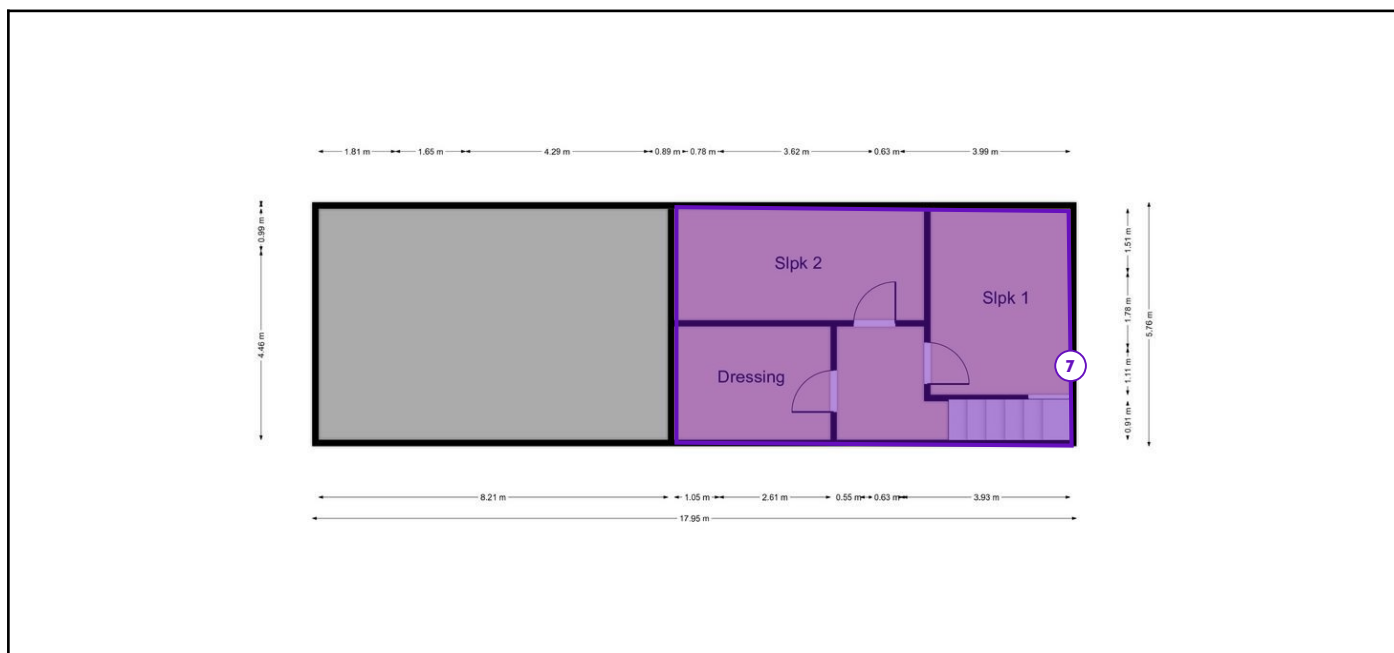 1.81 m 1.65 m 4.29 m 0.89 m 0.78 m 3.62 m 0.63 m 3.99 m
0.99 m
4.46 m
Slpk 2
Slpk 1
Dressing
7
1.51 m
1.78 m
1.11 m
0.91 m
5.76 m
8.21 m 1.05 m 2.61 m 0.55 m 0.63 m 3.93 m
17.95 m